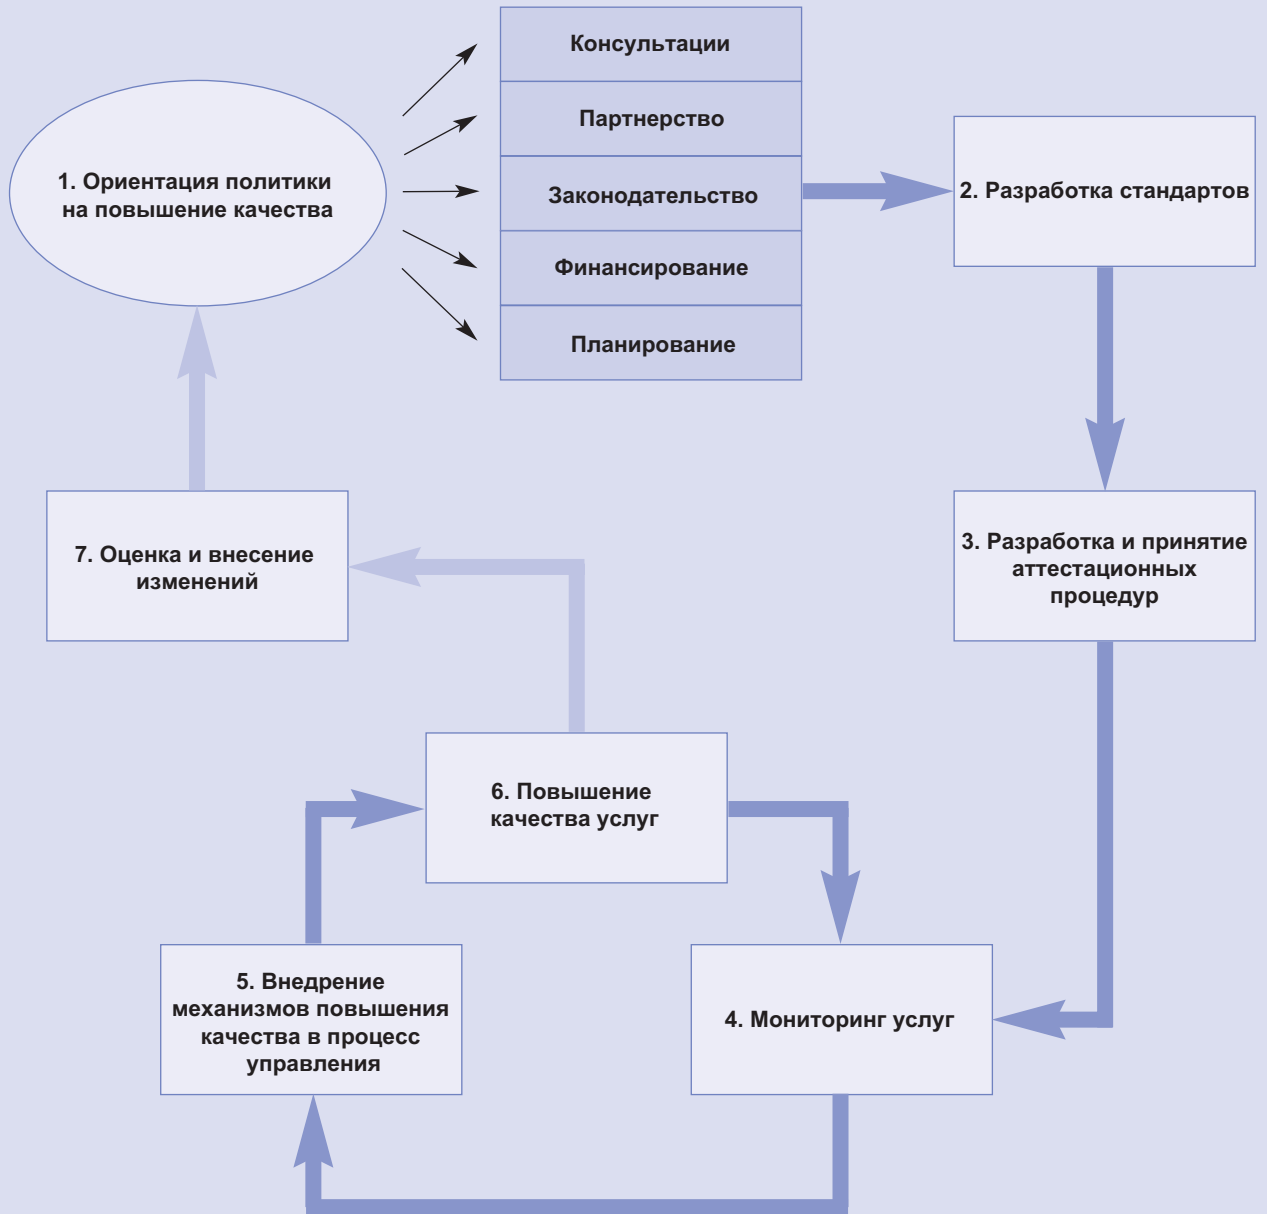 1. Ориентация политики
на повышение качества
Консультации
Партнерство
Законодательство
Финансирование
Планирование
2. Разработка стандартов
3. Разработка и принятие
аттестационных
процедур
4. Мониторинг услуг
5. Внедрение
механизмов повышения
качества в процесс
управления
6. Повышение
качества услуг
7. Оценка и внесение
изменений